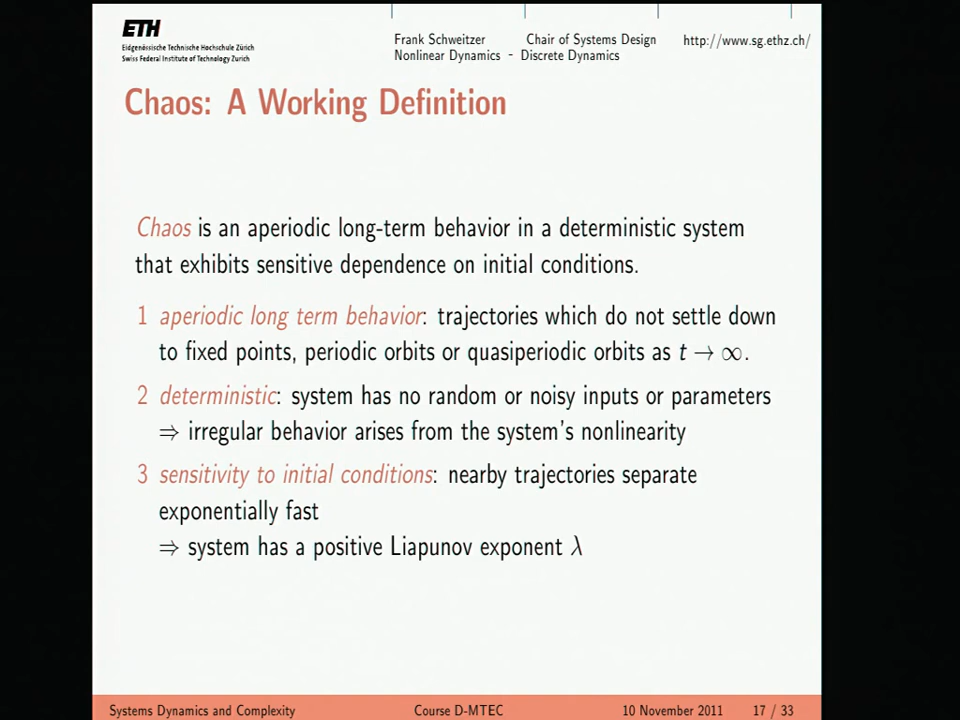 ETH
Eidgenössische Technische Hochschule Zürich
Swiss Federal Institute of Technology Zurich
Frank Schweitzer Chair of Systems Design http://www.sg.ethz.ch/
Nonlinear Dynamics - Discrete Dynamics
Chaos: A Working Definition
Chaos is an aperiodic long-term behavior in a deterministic system
that exhibits sensitive dependence on initial conditions.
1 aperiodic long term behavior: trajectories which do not settle down
to fixed points, periodic orbits or quasiperiodic orbits as t → ∞.
2 deterministic: system has no random or noisy inputs or parameters
⇒ irregular behavior arises from the system's nonlinearity
3 sensitivity to initial conditions: nearby trajectories separate
exponentially fast
⇒ system has a positive Liapunov exponent λ
Systems Dynamics and Complexity Course D-MTEC 10 November 2011 17 / 33